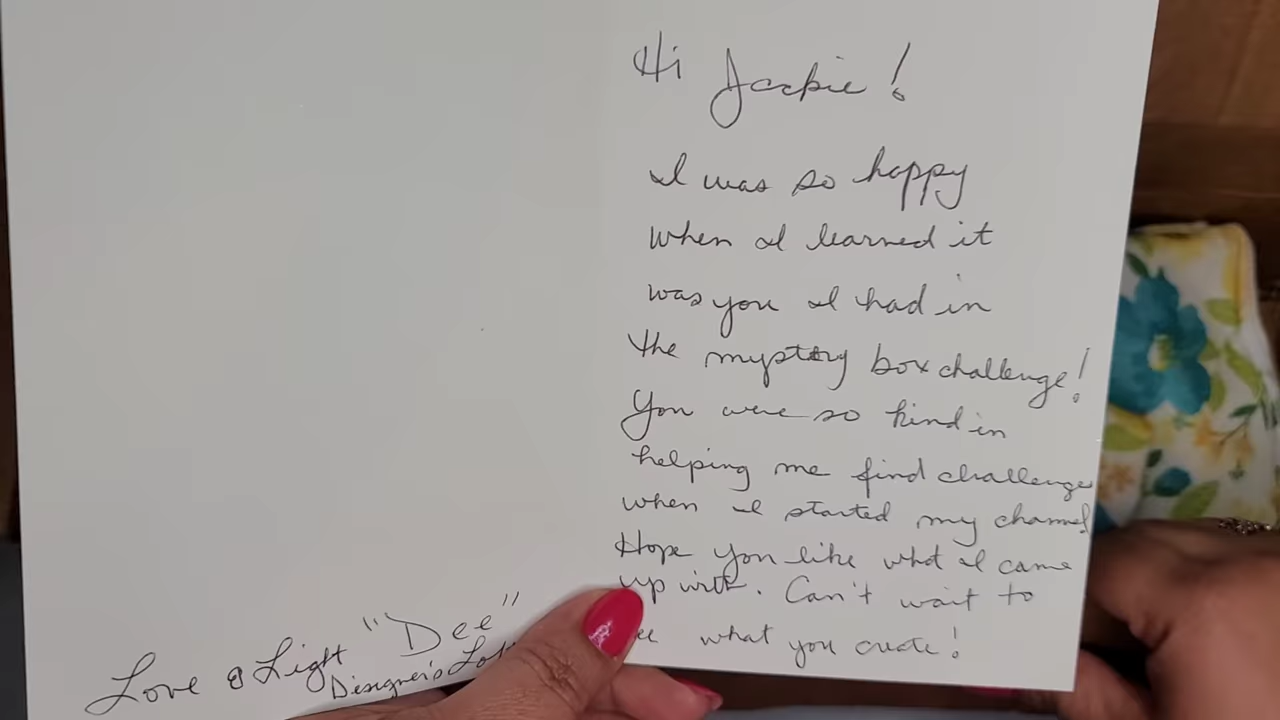 Hi Jackie!
I was so happy
when I learned it
was you I had in
the mystery box challenge!
You were so kind in
helping me find challenges
when I started my channel
Hope you like what I came
up with. Can't wait to
what you create!
Love & Light "Dee"
Designer's